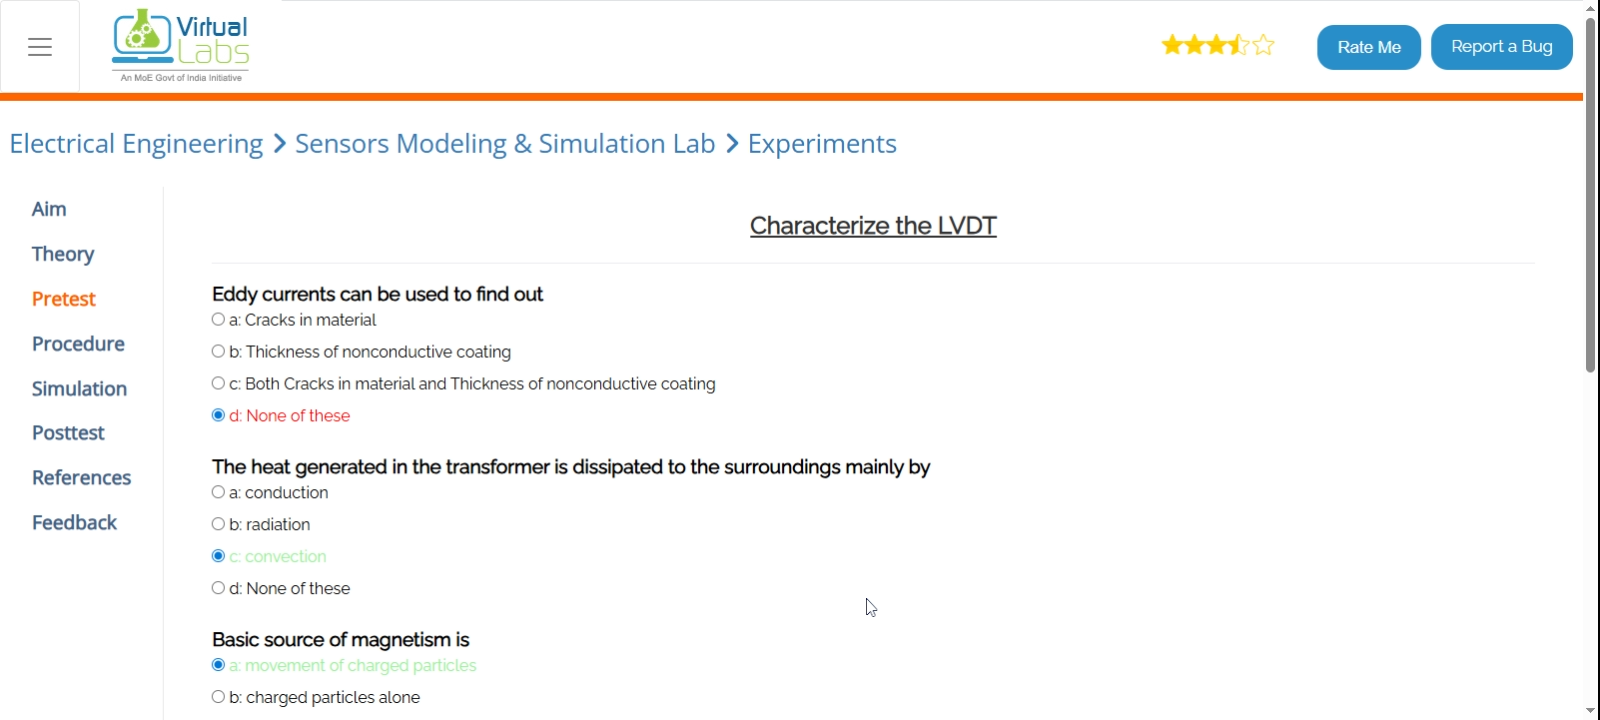 Virtual
Labs
An MoE Govt of India Initiative
Rate Me
Report a Bug
Electrical Engineering
Sensors Modeling & Simulation Lab
Experiments
Aim
Theory
Pretest
Procedure
Simulation
Posttest
References
Feedback
Characterize the LVDT
Eddy currents can be used to find out
a: Cracks in material
b: Thickness of nonconductive coating
c: Both Cracks in material and Thickness of nonconductive coating
d: None of these
The heat generated in the transformer is dissipated to the surroundings mainly by
a: conduction
b: radiation
c: convection
d: None of these
Basic source of magnetism is
a: movement of charged particles
b: charged particles alone